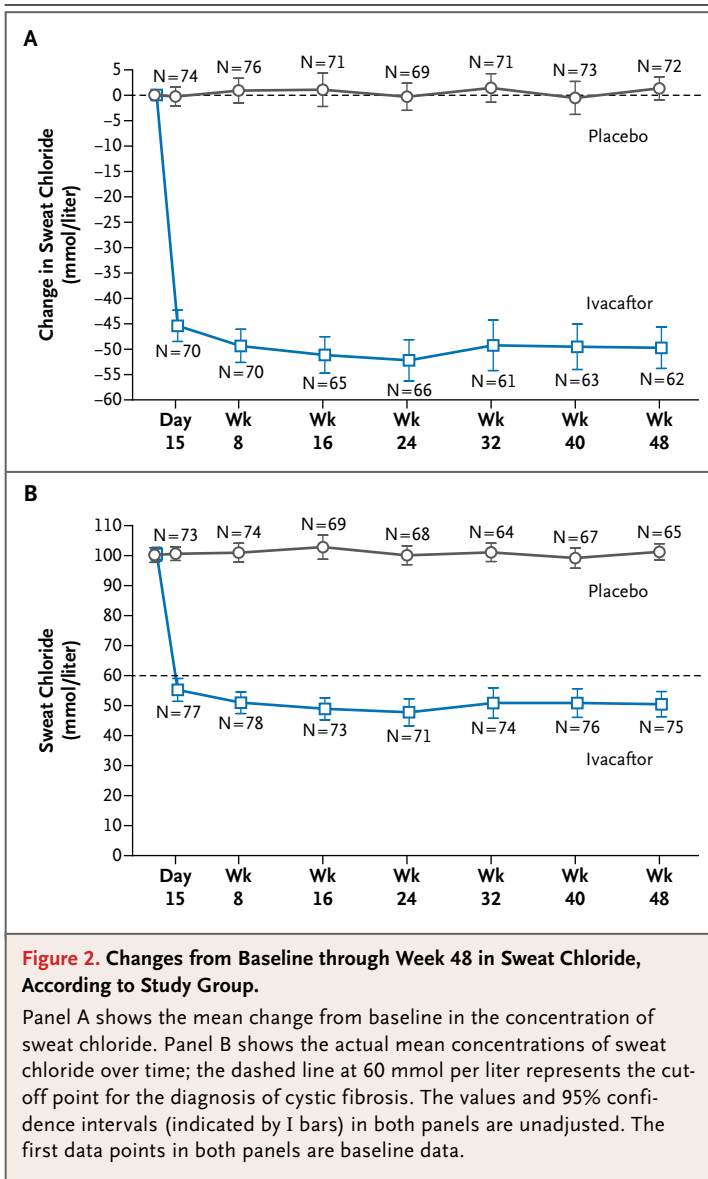 A
N=74
N=76
N=71
N=69
N=71
N=73
N=72
5
0
−5
−10
−15
−20
−25
−30
−35
−40
−45
−50
−55
−60
Change in Sweat Chloride
(mmol/liter)
Placebo
Ivacaftor
N=70
N=70
N=65
N=66
N=61
N=63
N=62
Day
15
Wk
8
Wk
16
Wk
24
Wk
32
Wk
40
Wk
48
B
N=73
N=74
N=69
N=68
N=64
N=67
N=65
110
100
90
80
70
60
50
40
30
20
10
0
Sweat Chloride
(mmol/liter)
Placebo
N=77
N=78
N=73
N=71
N=74
N=76
N=75
Ivacaftor
Day
15
Wk
8
Wk
16
Wk
24
Wk
32
Wk
40
Wk
48
Figure 2. Changes from Baseline through Week 48 in Sweat Chloride,
According to Study Group.
Panel A shows the mean change from baseline in the concentration of
sweat chloride. Panel B shows the actual mean concentrations of sweat
chloride over time; the dashed line at 60 mmol per liter represents the cut-
off point for the diagnosis of cystic fibrosis. The values and 95% confi-
dence intervals (indicated by I bars) in both panels are unadjusted. The
first data points in both panels are baseline data.